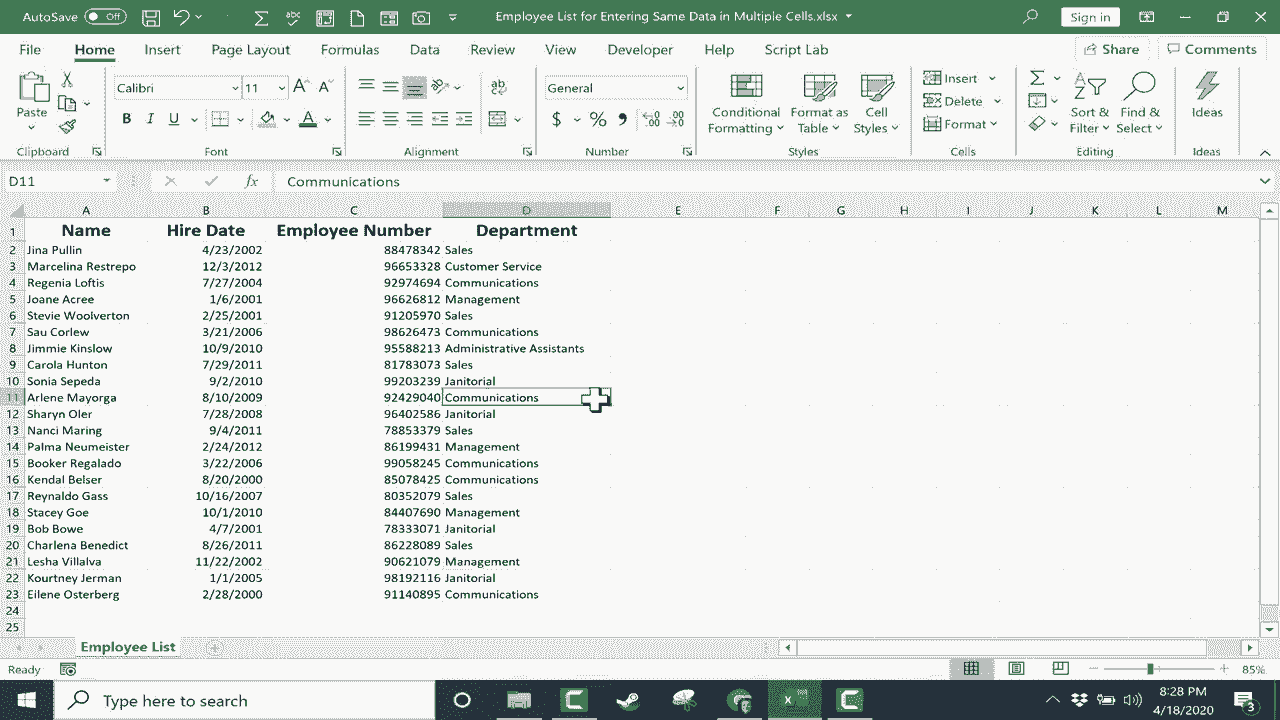 AutoSave Off Employee List for Entering Same Data in Multiple Cells.xlsx Sign in
File Home Insert Page Layout Formulas Data Review View Developer Help Script Lab Share Comments
Calibri 11 ab General Insert Σ
Paste Conditional Format as Cell Delete Sort & Find & Ideas
B I U A $ % Formatting Table Styles Format Filter Select
Clipboard Font Alignment Number Styles Cells Editing Ideas
D11 fx Communications
A B C D E F G H I J K L M
1 Name Hire Date Employee Number Department
2 Jina Pullin 4/23/2002 88478342 Sales
3 Marcelina Restrepo 12/3/2012 96653328 Customer Service
4 Regenia Loftis 7/27/2004 92974694 Communications
5 Joane Acree 1/6/2001 96626812 Management
6 Stevie Woolverton 2/25/2001 91205970 Sales
7 Sau Corlew 3/21/2006 98626473 Communications
8 Jimmie Kinslow 10/9/2010 95588213 Administrative Assistants
9 Carola Hunton 7/29/2011 81783073 Sales
10 Sonia Sepeda 9/2/2010 99203239 Janitorial
11 Arlene Mayorga 8/10/2009 92429040 Communications
12 Sharyn Oler 7/28/2008 96402586 Janitorial
13 Nanci Maring 9/4/2011 78853379 Sales
14 Palma Neumeister 2/24/2012 86199431 Management
15 Booker Regalado 3/22/2006 99058245 Communications
16 Kendal Belser 8/20/2000 85078425 Communications
17 Reynaldo Gass 10/16/2007 80352079 Sales
18 Stacey Goe 10/1/2010 84407690 Management
19 Bob Bowe 4/7/2001 78333071 Janitorial
20 Charlena Benedict 8/26/2011 86228089 Sales
21 Lesha Villalva 11/22/2002 90621079 Management
22 Kourtney Jerman 1/1/2005 98192116 Janitorial
23 Eilene Osterberg 2/28/2000 91140895 Communications
24
25
Employee List
Ready 85%
Type here to search 8:28 PM
4/18/2020 3